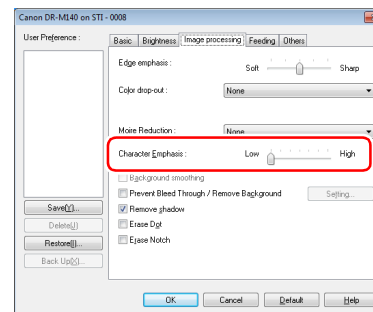 Canon DR-M140 on STI - 0008
User Preference :
Basic Brightness Image processing Feeding Others
Edge emphasis : Soft Sharp
Color drop-out : None
Moire Reduction : None
Character Emphasis : Low High
Background smoothing
Prevent Bleed Through / Remove Background Setting...
Remove shadow
Erase Dot
Erase Notch
Save[Y]...
Delete[J]
Restore[I]...
Back Up[X]...
OK Cancel Default Help